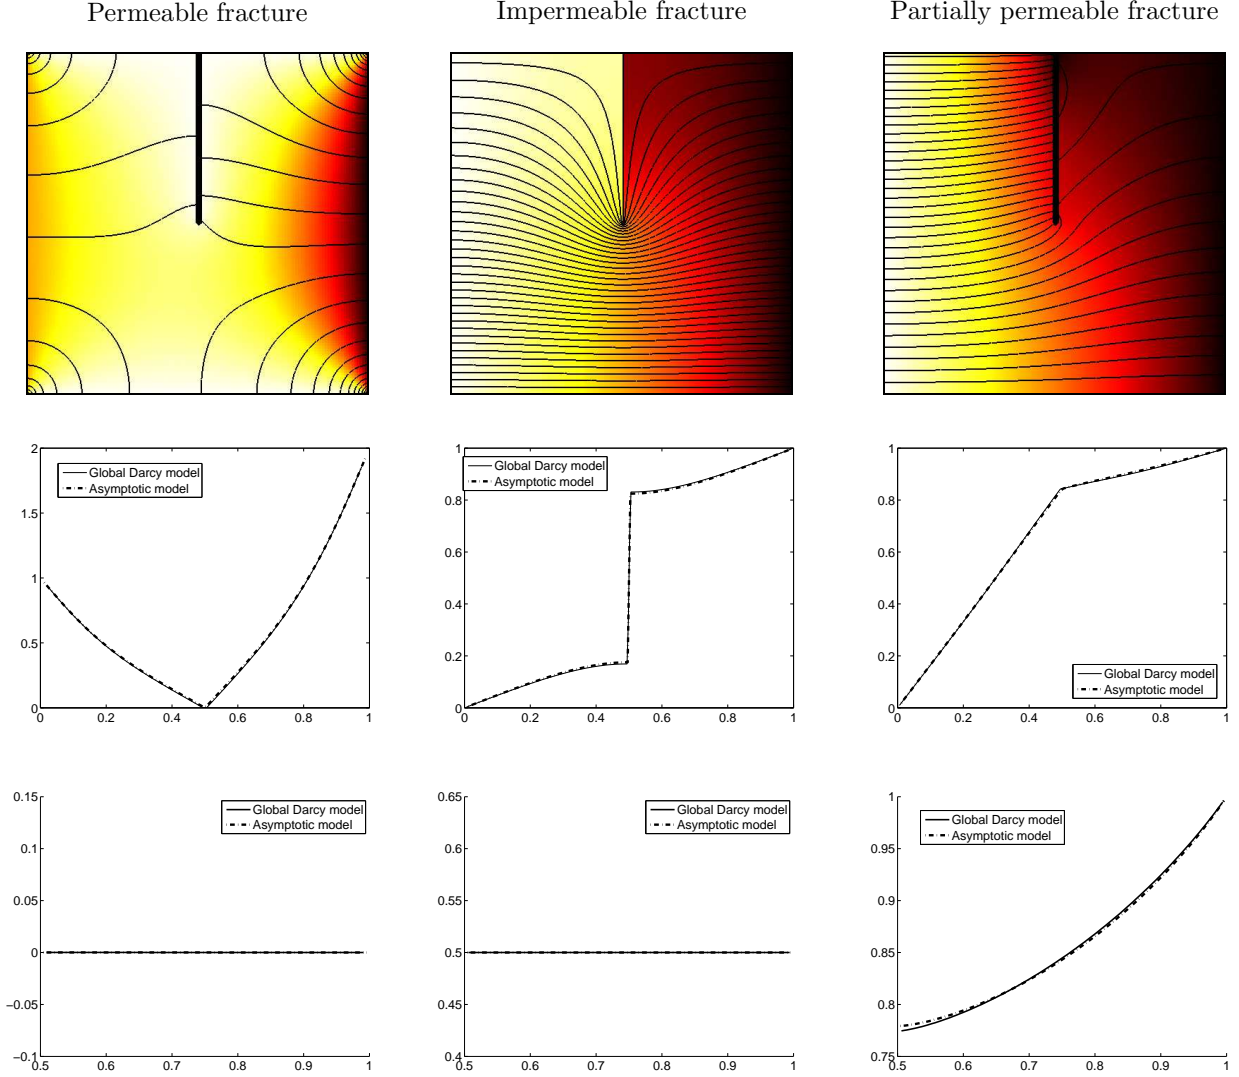 Permeable fracture
Impermeable fracture
Partially permeable fracture
2
1.5
1
0.5
0
0 0.2 0.4 0.6 0.8 1
Global Darcy model
Asymptotic model
1
0.8
0.6
0.4
0.2
0
0 0.2 0.4 0.6 0.8 1
Global Darcy model
Asymptotic model
1
0.8
0.6
0.4
0.2
0
0 0.2 0.4 0.6 0.8 1
Global Darcy model
Asymptotic model
0.15
0.1
0.05
0
−0.05
−0.1
0.5 0.6 0.7 0.8 0.9 1
Global Darcy model
Asymptotic model
0.65
0.6
0.55
0.5
0.45
0.4
0.5 0.6 0.7 0.8 0.9 1
Global Darcy model
Asymptotic model
1
0.95
0.9
0.85
0.8
0.75
0.5 0.6 0.7 0.8 0.9 1
Global Darcy model
Asymptotic model